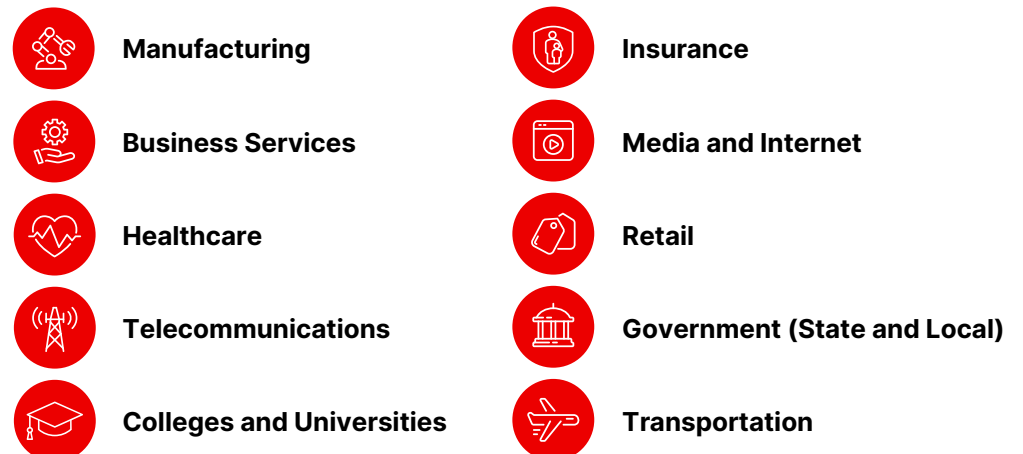 Manufacturing
Business Services
Healthcare
Telecommunications
Colleges and Universities
Insurance
Media and Internet
Retail
Government (State and Local)
Transportation